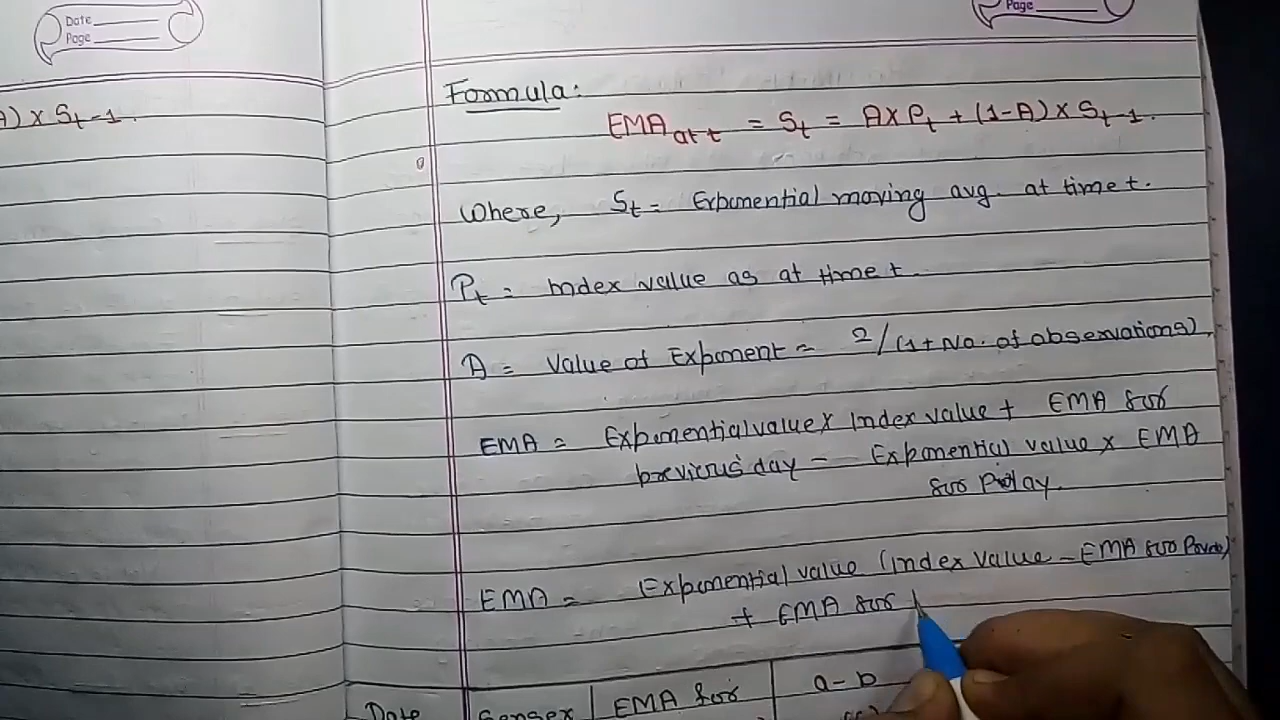 Date
Page
Page
A) x St-1.
Formula:
EMA at t = St = A x Pt + (1-A) x St-1.
Where, St = Exponential moving avg. at time t.
Pt = Index value as at time t.
A = Value of Exponent = 2/(1+No. of observations)
EMA = Exponential value x Index value + EMA for
previous day - Exponential value x EMA
for P.day.
EMA = Exponential value (Index value - EMA for
+ EMA for
Date Sensex EMA for a-b